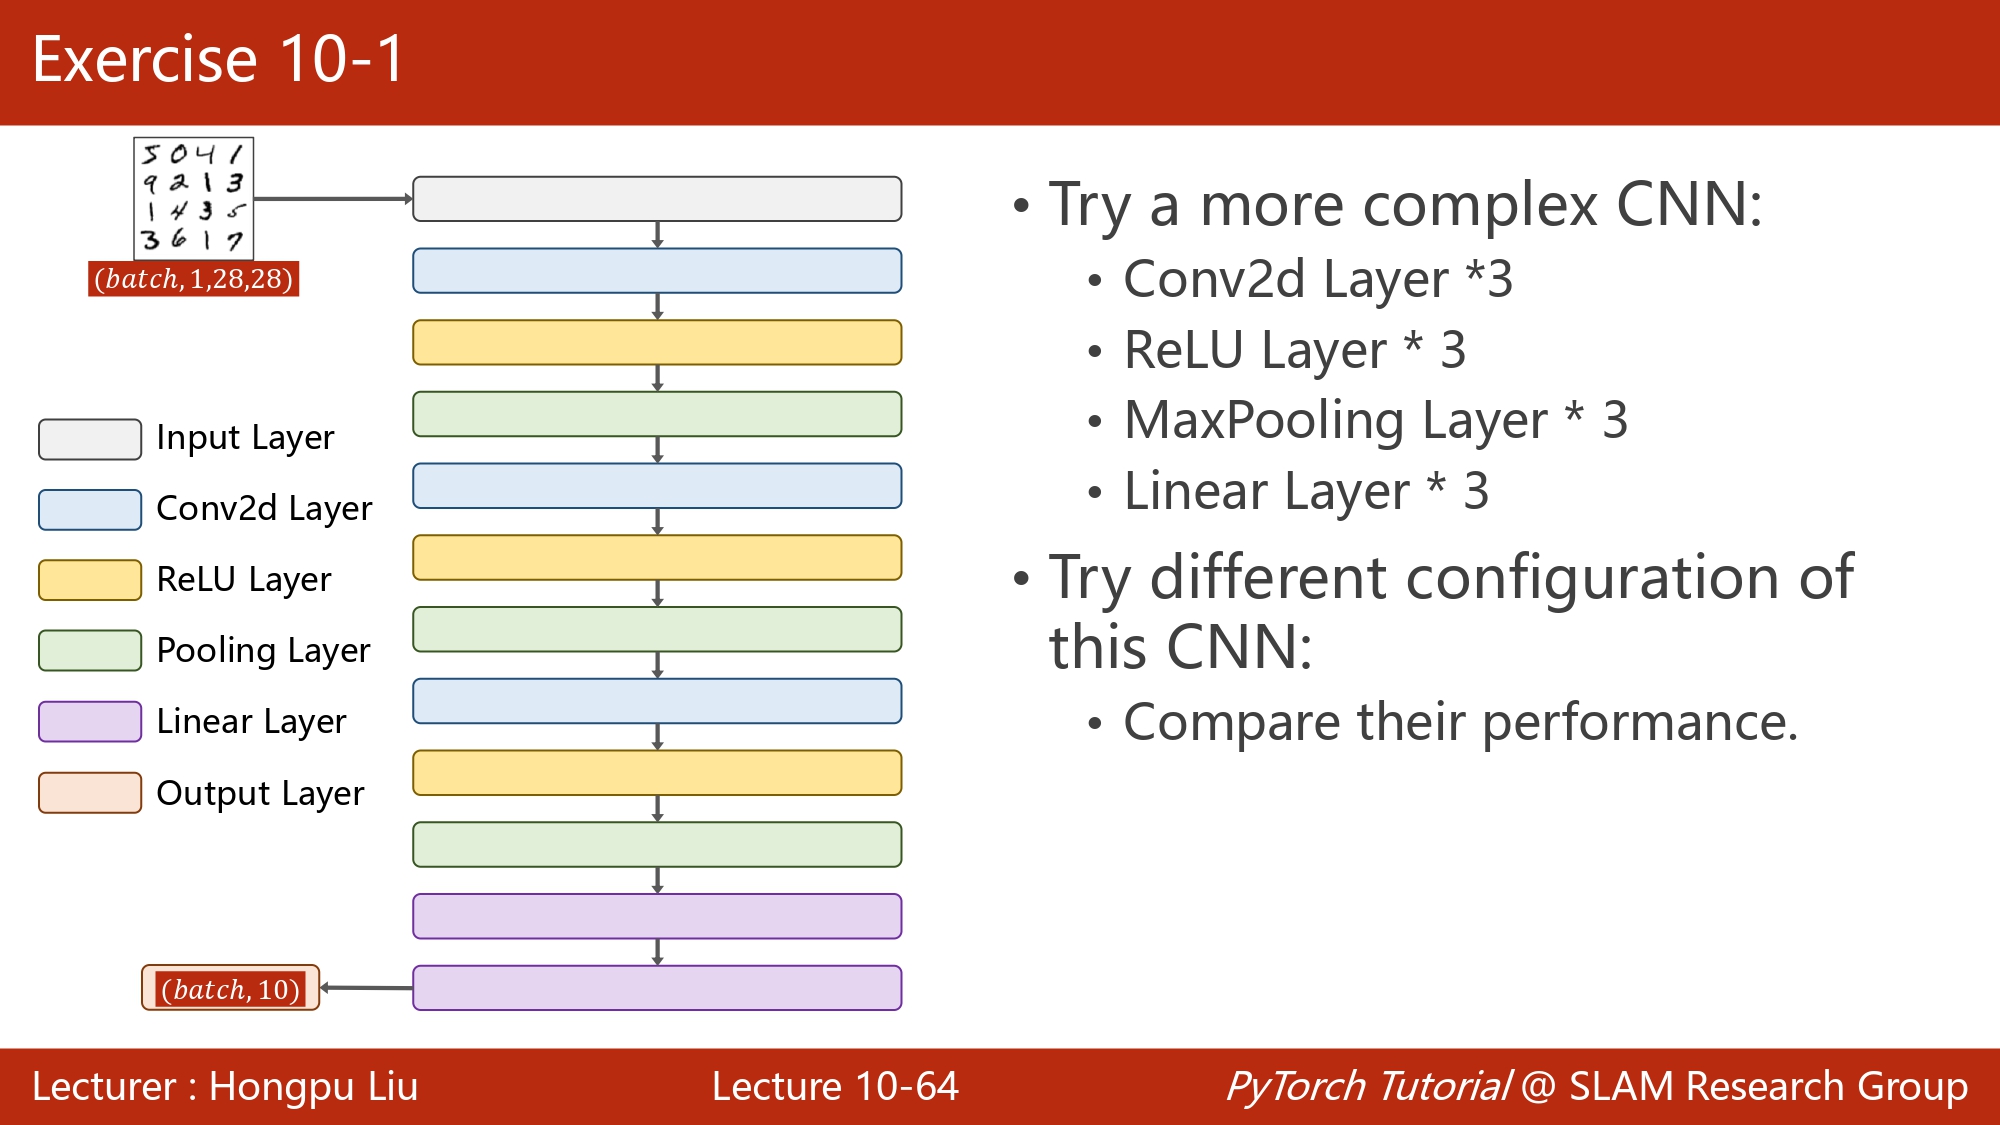 Exercise 10-1
5 0 4 1
9 2 1 3
1 4 3 5
3 6 1 7
(batch, 1,28,28)
Input Layer
Conv2d Layer
ReLU Layer
Pooling Layer
Linear Layer
Output Layer
(batch, 10)
• Try a more complex CNN:
• Conv2d Layer *3
• ReLU Layer * 3
• MaxPooling Layer * 3
• Linear Layer * 3
• Try different configuration of
this CNN:
• Compare their performance.
Lecturer : Hongpu Liu
Lecture 10-64
PyTorch Tutorial @ SLAM Research Group